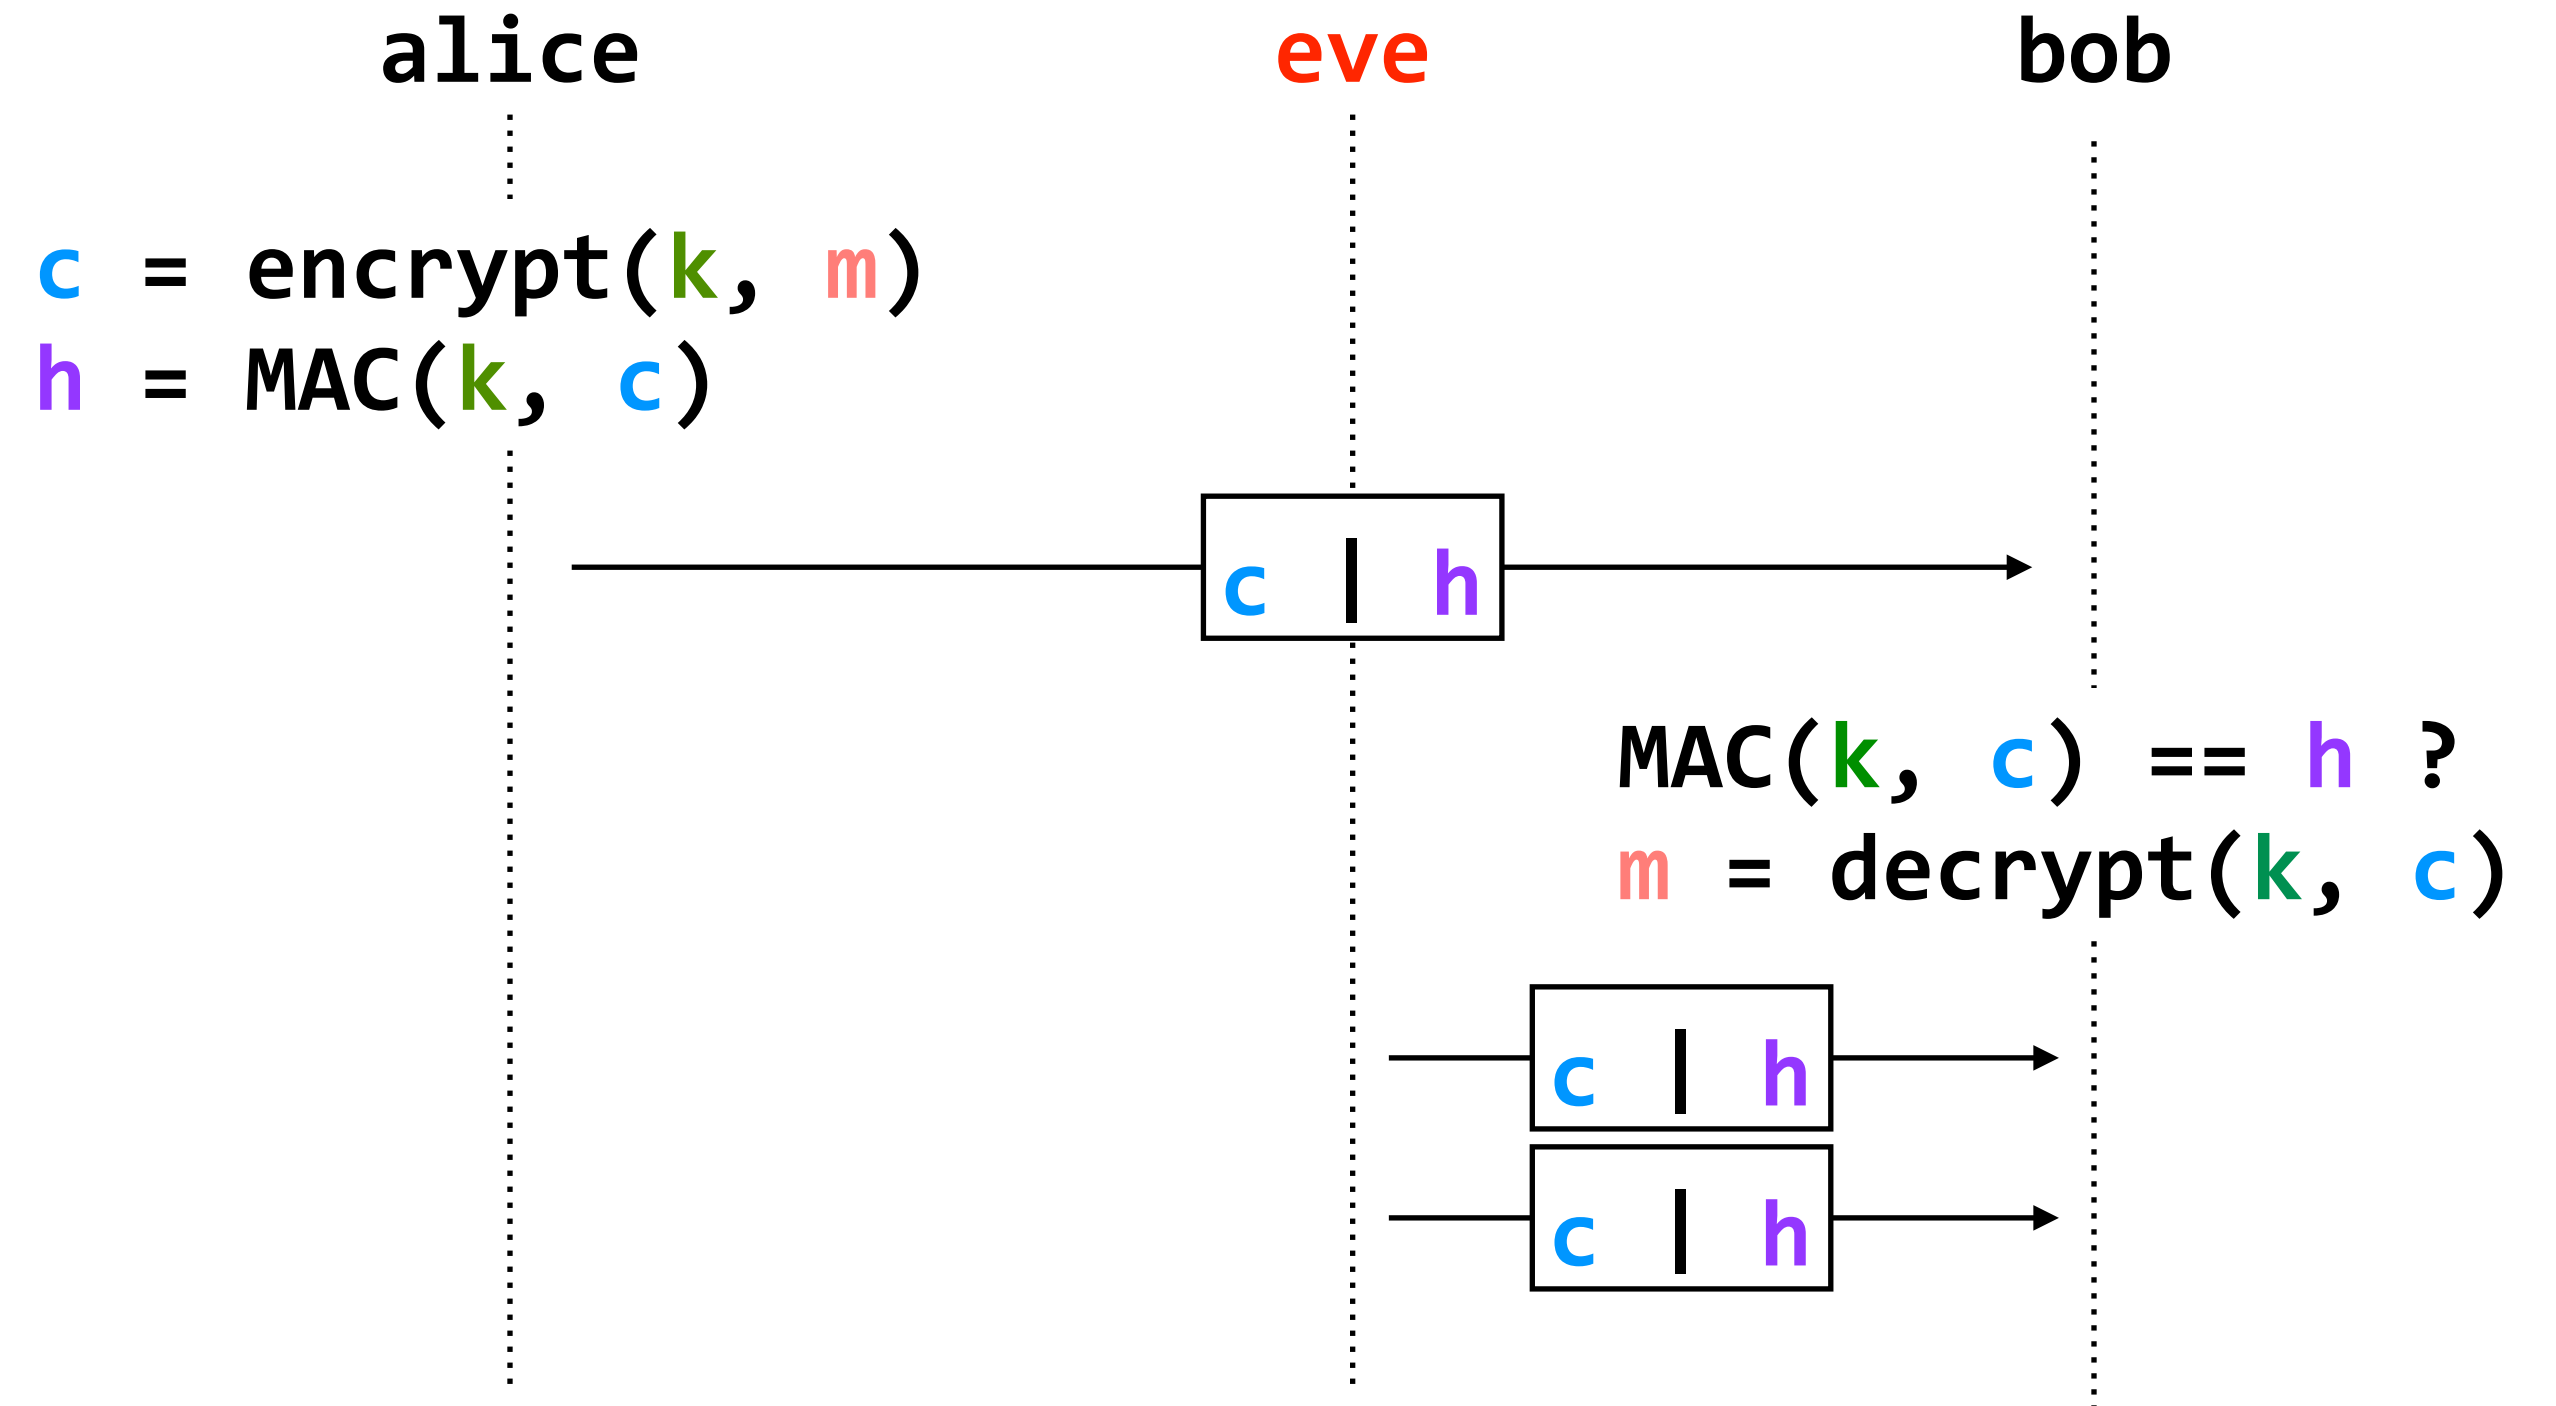 alice
eve
bob
c = encrypt(k, m)
h = MAC(k, c)
c | h
MAC(k, c) == h ?
m = decrypt(k, c)
c | h
c | h